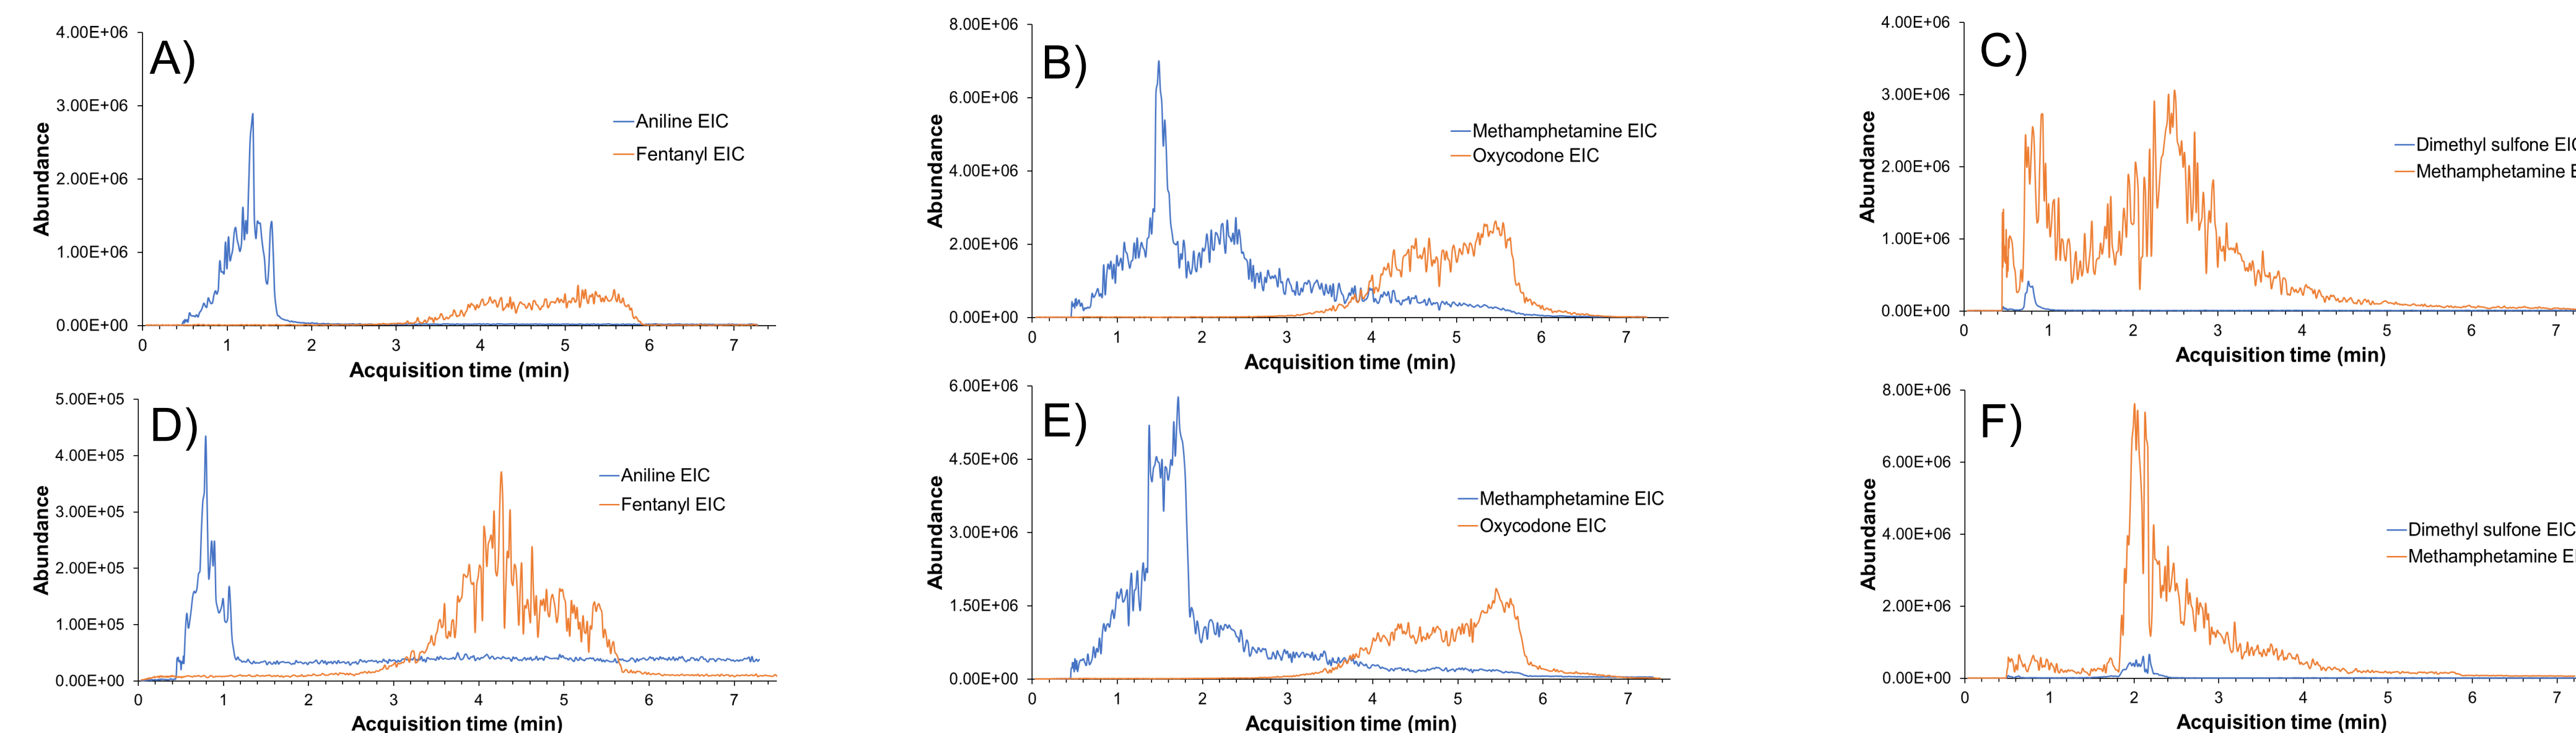 A)
4.00E+06
3.00E+06
2.00E+06
1.00E+06
0.00E+00
Abundance
Aniline EIC
Fentanyl EIC
0 1 2 3 4 5 6 7
Acquisition time (min)
B)
8.00E+06
6.00E+06
4.00E+06
2.00E+06
0.00E+00
Abundance
Methamphetamine EIC
Oxycodone EIC
0 1 2 3 4 5 6 7
Acquisition time (min)
C)
4.00E+06
3.00E+06
2.00E+06
1.00E+06
0.00E+00
Abundance
Dimethyl sulfone EIC
Methamphetamine E
0 1 2 3 4 5 6 7
Acquisition time (min)
D)
5.00E+05
4.00E+05
3.00E+05
2.00E+05
1.00E+05
0.00E+00
Abundance
Aniline EIC
Fentanyl EIC
0 1 2 3 4 5 6 7
Acquisition time (min)
E)
6.00E+06
4.50E+06
3.00E+06
1.50E+06
0.00E+00
Abundance
Methamphetamine EIC
Oxycodone EIC
0 1 2 3 4 5 6 7
Acquisition time (min)
F)
8.00E+06
6.00E+06
4.00E+06
2.00E+06
0.00E+00
Abundance
Dimethyl sulfone EIC
Methamphetamine EI
0 1 2 3 4 5 6 7
Acquisition time (min)